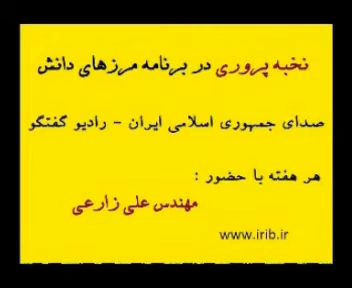 نخبه پروری در برنامه مرزهای دانش
صدای جمهوری اسلامی ایران - رادیو گفتگو
هر هفته با حضور :
مهندس علی زارعی
www.irib.ir